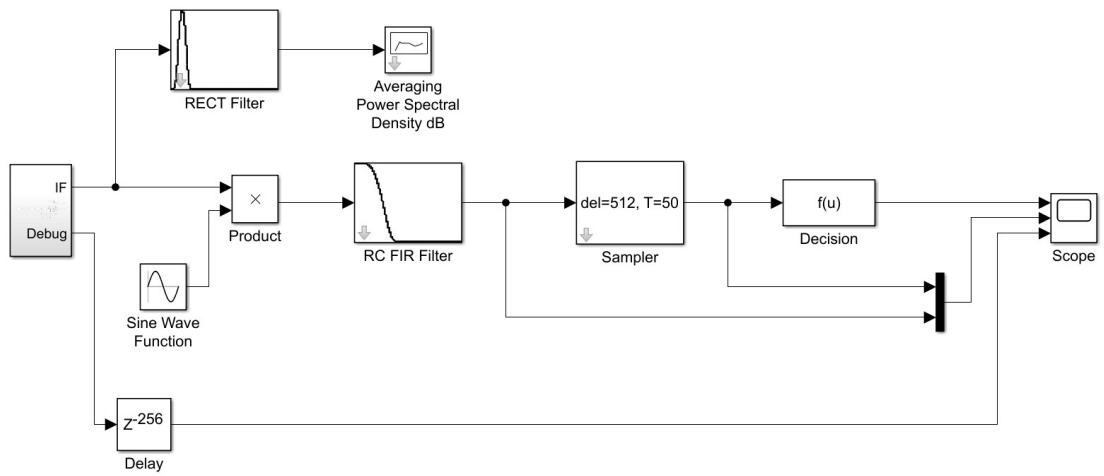 RECT Filter
Averaging
Power Spectral
Density dB
IF
Debug
×
Product
RC FIR Filter
del=512, T=50
Sampler
f(u)
Decision
Scope
Sine Wave
Function
Z-256
Delay